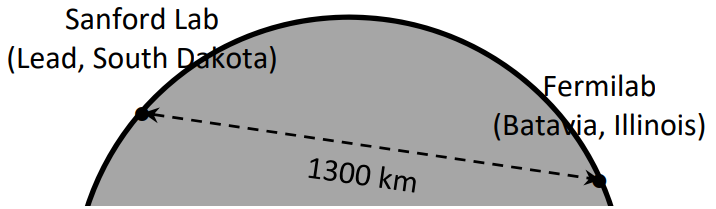 Sanford Lab
(Lead, South Dakota)
Fermilab
(Batavia, Illinois)
1300 km